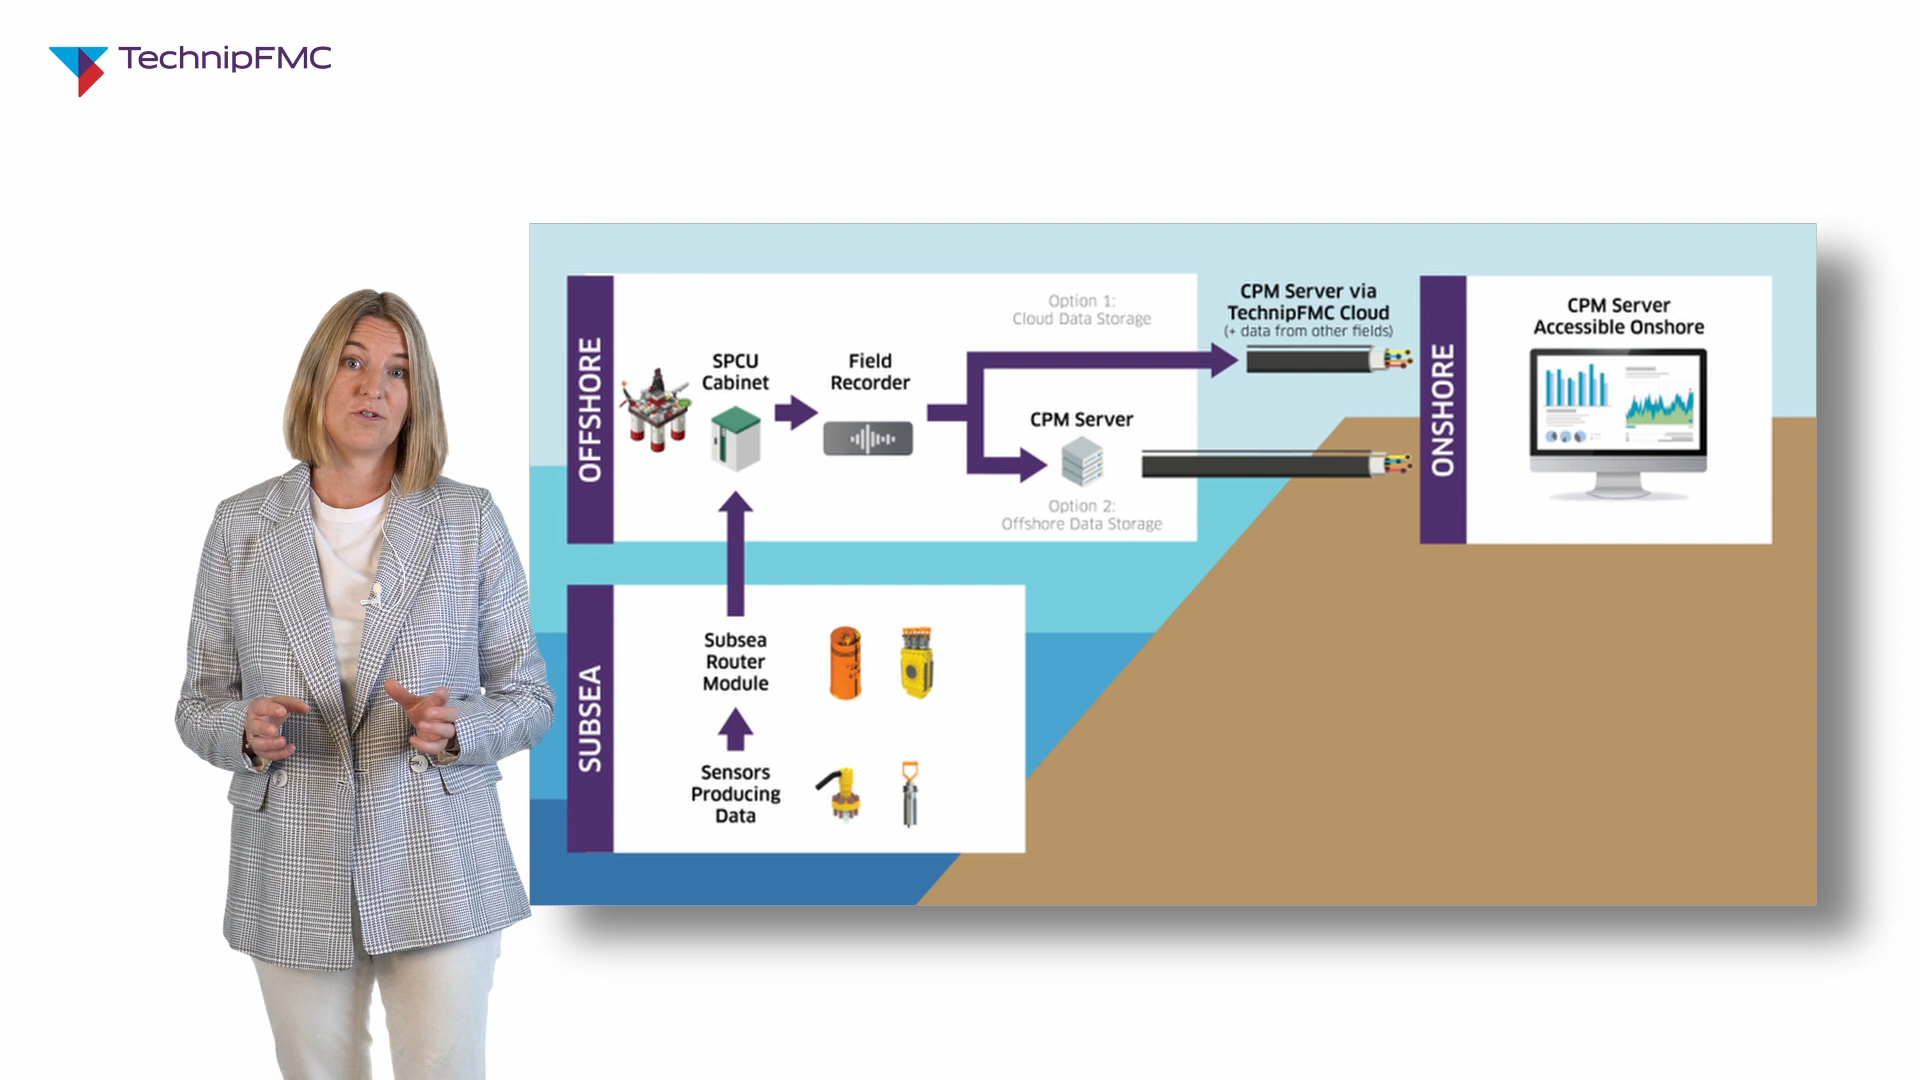 TechnipFMC
OFFSHORE
SPCU
Cabinet
Field
Recorder
Option 1:
Cloud Data Storage
CPM Server
Option 2:
Offshore Data Storage
CPM Server via
TechnipFMC Cloud
(+ data from other fields)
ONSHORE
CPM Server
Accessible Onshore
SUBSEA
Subsea
Router
Module
Sensors
Producing
Data